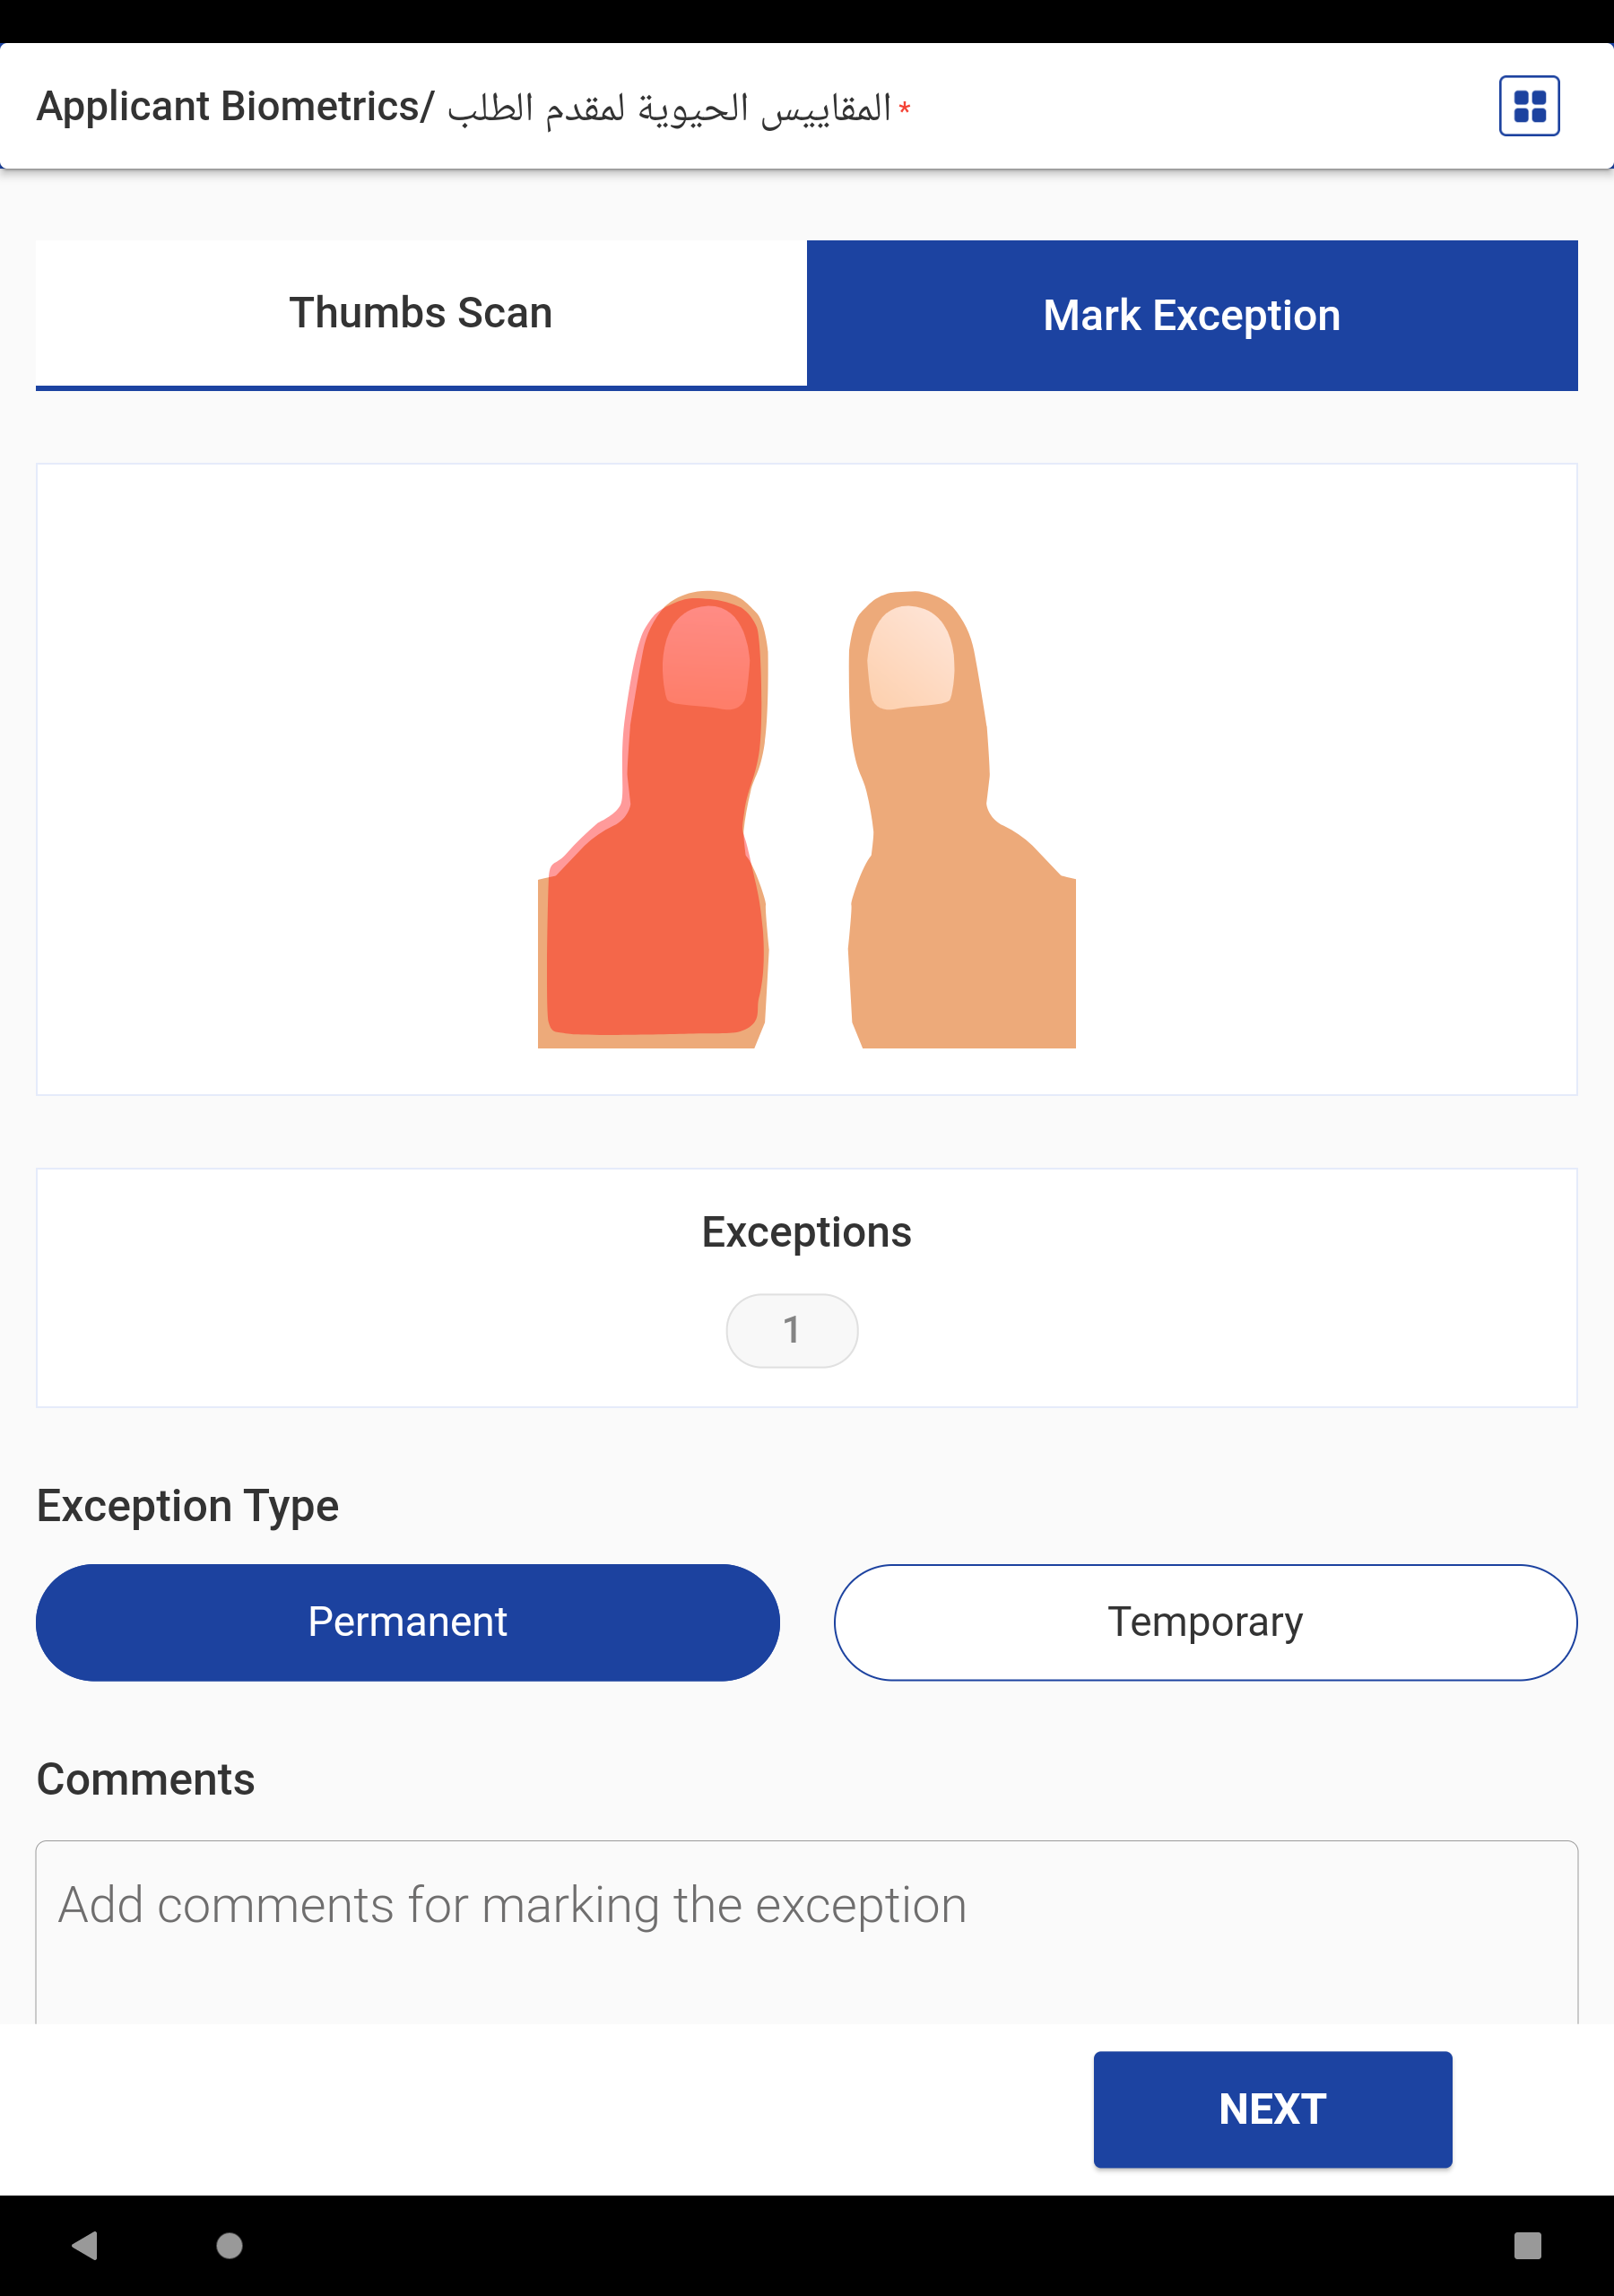 Applicant Biometrics/ المقاييس الحيوية لمقدم الطلب *
Thumbs Scan
Mark Exception
Exceptions
1
Exception Type
Permanent
Temporary
Comments
Add comments for marking the exception
NEXT